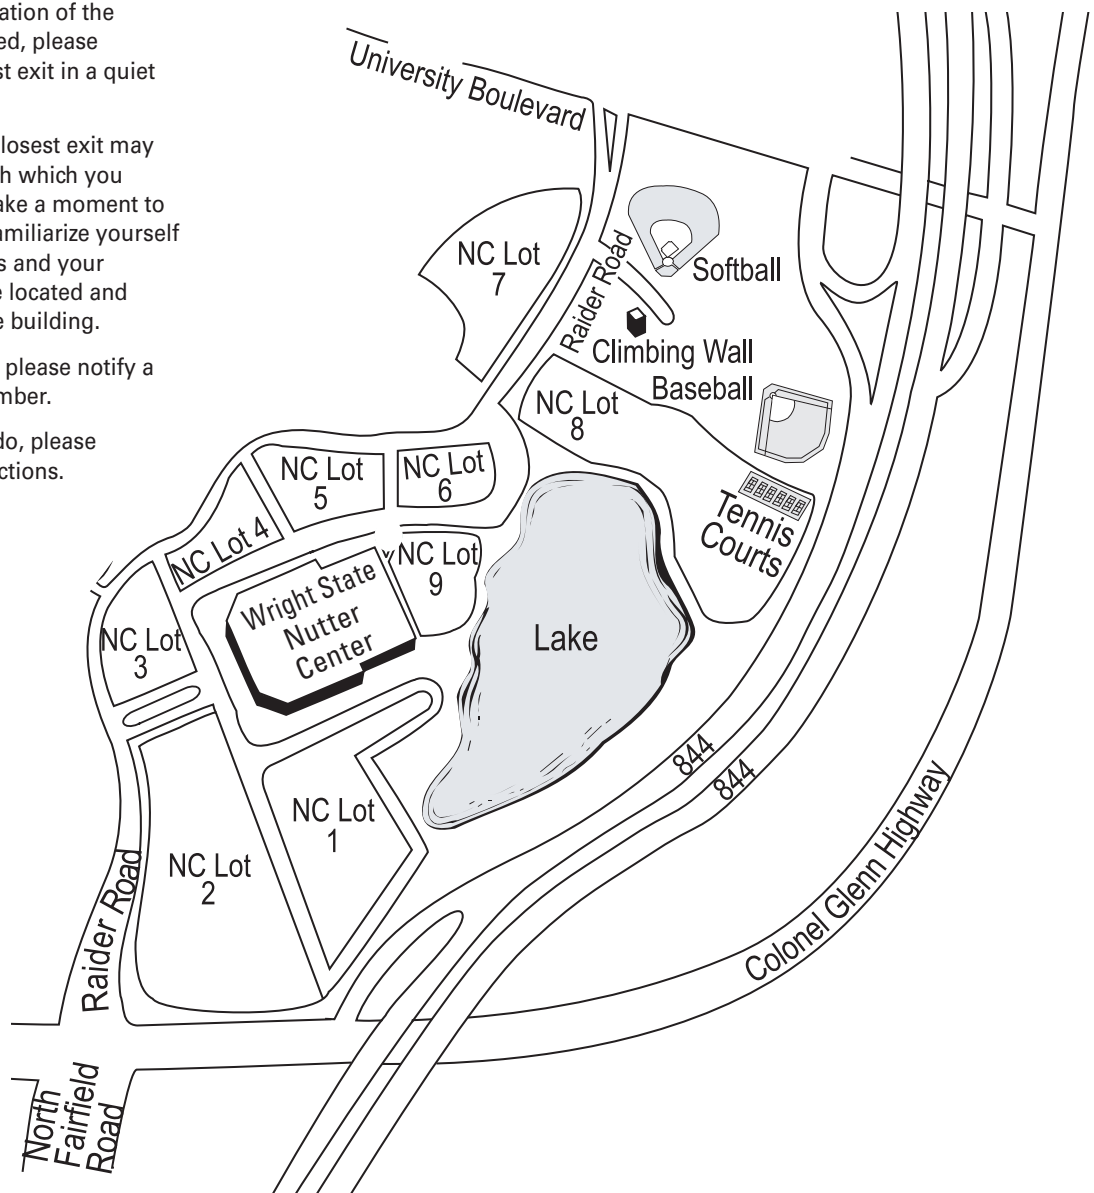 ation of the
ed, please
st exit in a quiet
losest exit may
h which you
ake a moment to
amiliarize yourself
s and your
e located and
e building.
please notify a
mber.
do, please
ctions.
University Boulevard
NC Lot
7
Raider Road
Softball
Climbing Wall
Baseball
NC Lot
8
NC Lot
5
NC Lot
6
NC Lot 4
NC Lot
9
Tennis
Courts
Wright State
Nutter
Center
Lake
NC Lot
3
844
844
NC Lot
1
NC Lot
2
Raider Road
Colonel Glenn Highway
North
Fairfield
Road